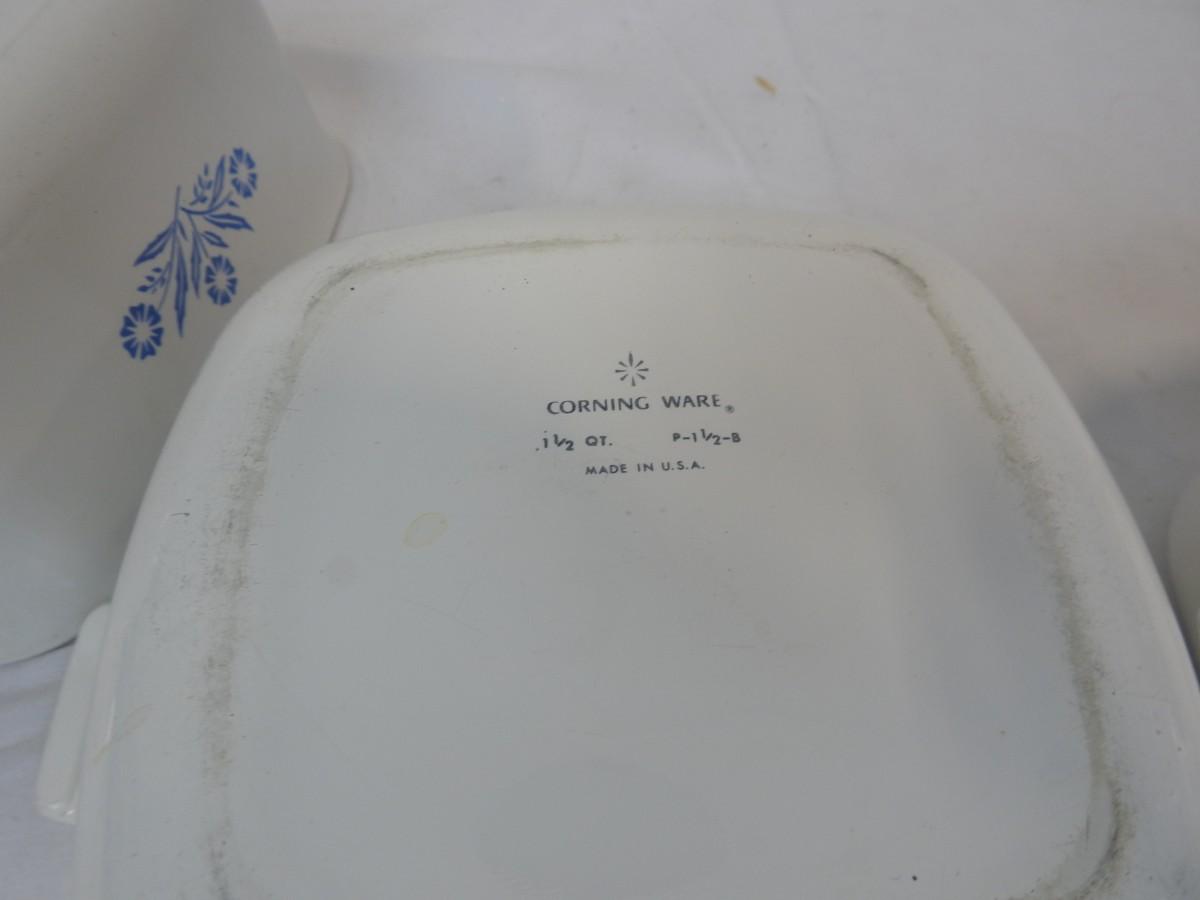 CORNING WARE®
1½ QT. P-1½-B
MADE IN U.S.A.